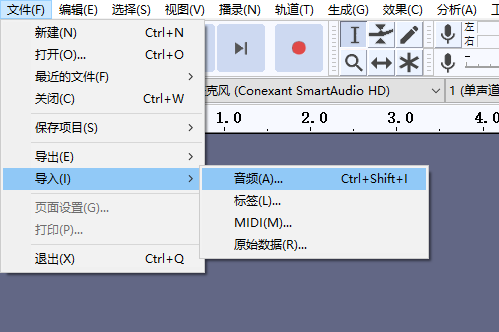 文件(F) 编辑(E) 选择(S) 视图(V) 播录(N) 轨道(T) 生成(G) 效果(C) 分析(A)
新建(N) Ctrl+N
打开(O)... Ctrl+O
最近的文件(F)
关闭(C) Ctrl+W
保存项目(S)
导出(E)
导入(I)
页面设置(G)...
打印(P)...
退出(X) Ctrl+Q
音频(A)... Ctrl+Shift+I
标签(L)...
MIDI(M)...
原始数据(R)...
左
右
克风 (Conexant SmartAudio HD)
1 (单声道
1.0 2.0 3.0 4.0